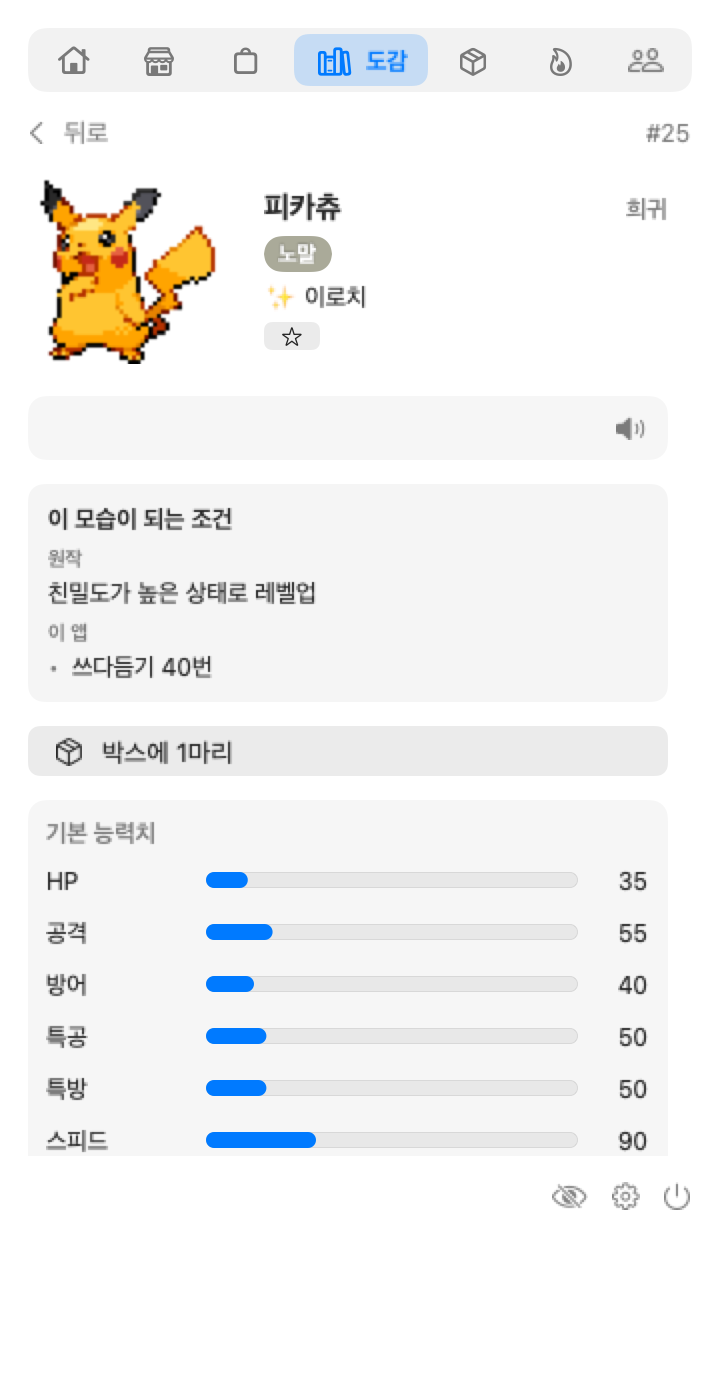 도감
뒤로
#25
피카츄
희귀
노말
✨ 이로치
이 모습이 되는 조건
원작
친밀도가 높은 상태로 레벨업
이 앱
• 쓰다듬기 40번
박스에 1마리
기본 능력치
HP 35
공격 55
방어 40
특공 50
특방 50
스피드 90